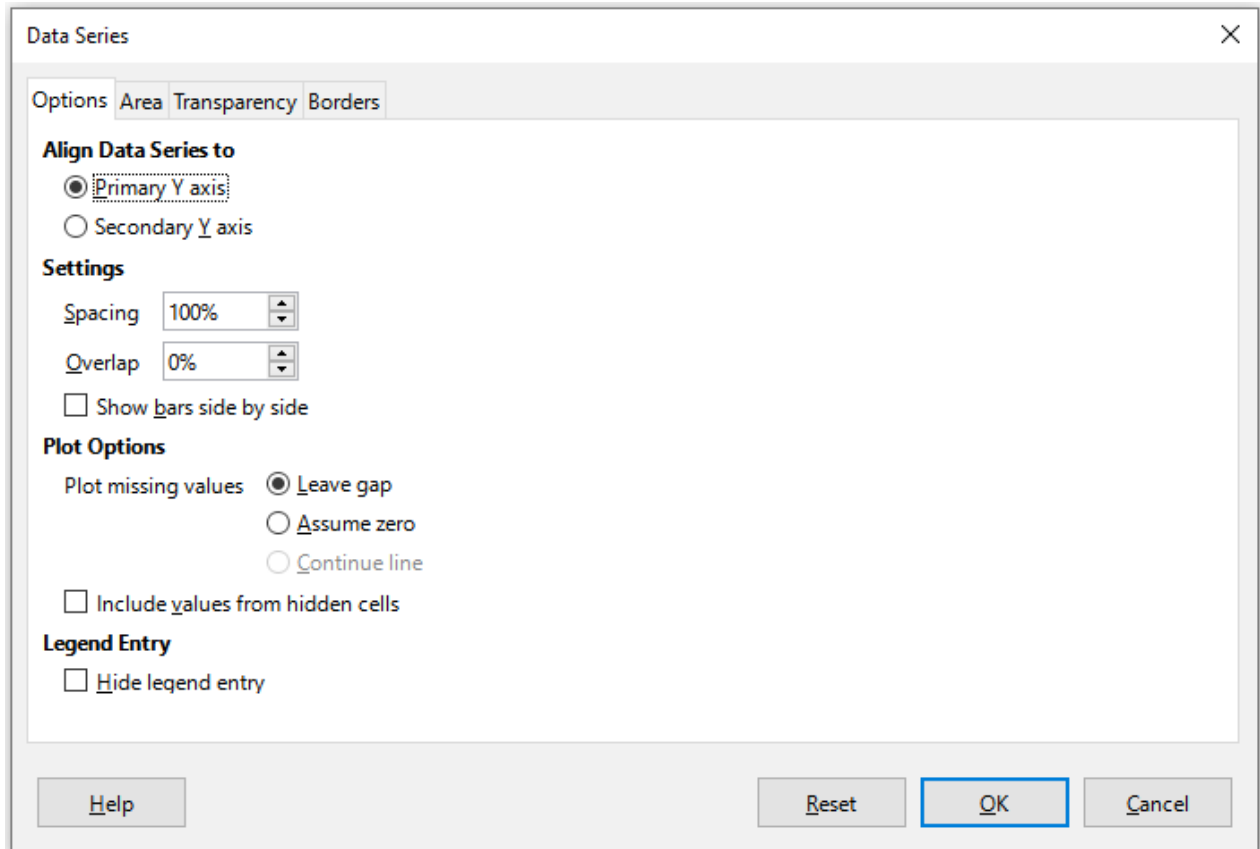 Data Series
Options Area Transparency Borders
Align Data Series to
Primary Y axis
Secondary Y axis
Settings
Spacing 100%
Overlap 0%
Show bars side by side
Plot Options
Plot missing values Leave gap
Assume zero
Continue line
Include values from hidden cells
Legend Entry
Hide legend entry
Help Reset OK Cancel